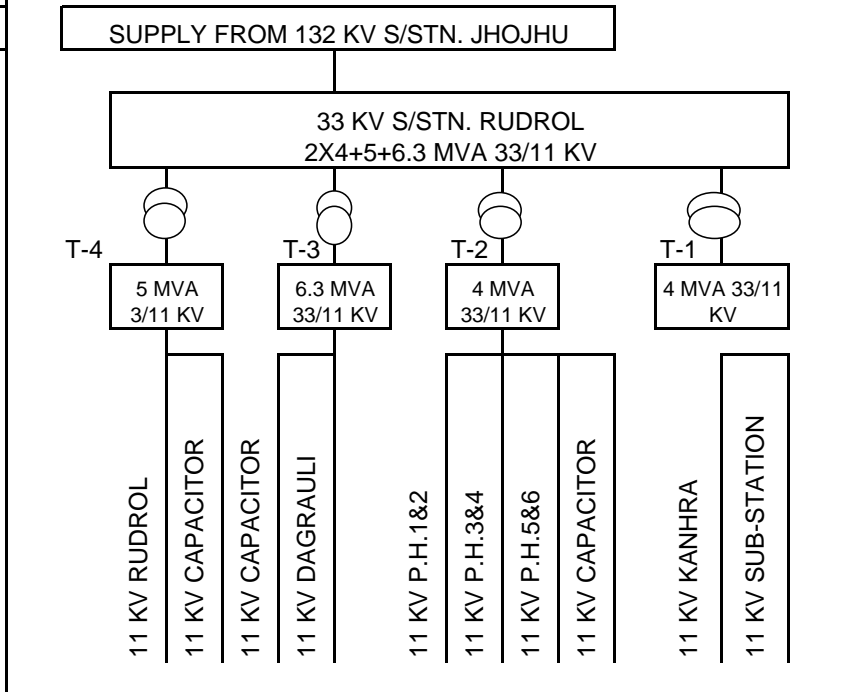 SUPPLY FROM 132 KV S/STN. JHOJHU
33 KV S/STN. RUDROL
2X4+5+6.3 MVA 33/11 KV
T-4
T-3
T-2
T-1
5 MVA
3/11 KV
6.3 MVA
33/11 KV
4 MVA
33/11 KV
4 MVA 33/11
KV
11 KV RUDROL
11 KV CAPACITOR
11 KV CAPACITOR
11 KV DAGRAULI
11 KV P.H.1&2
11 KV P.H.3&4
11 KV P.H.5&6
11 KV CAPACITOR
11 KV KANHRA
11 KV SUB-STATION